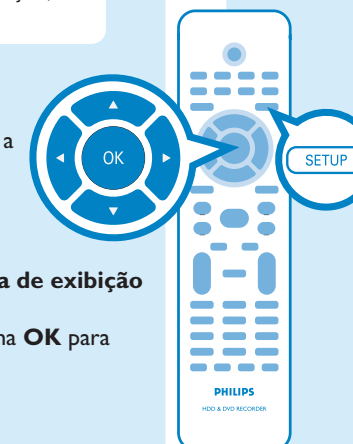 a
OK
SETUP
a de exibição
na OK para
PHILIPS
HDD & DVD RECORDER